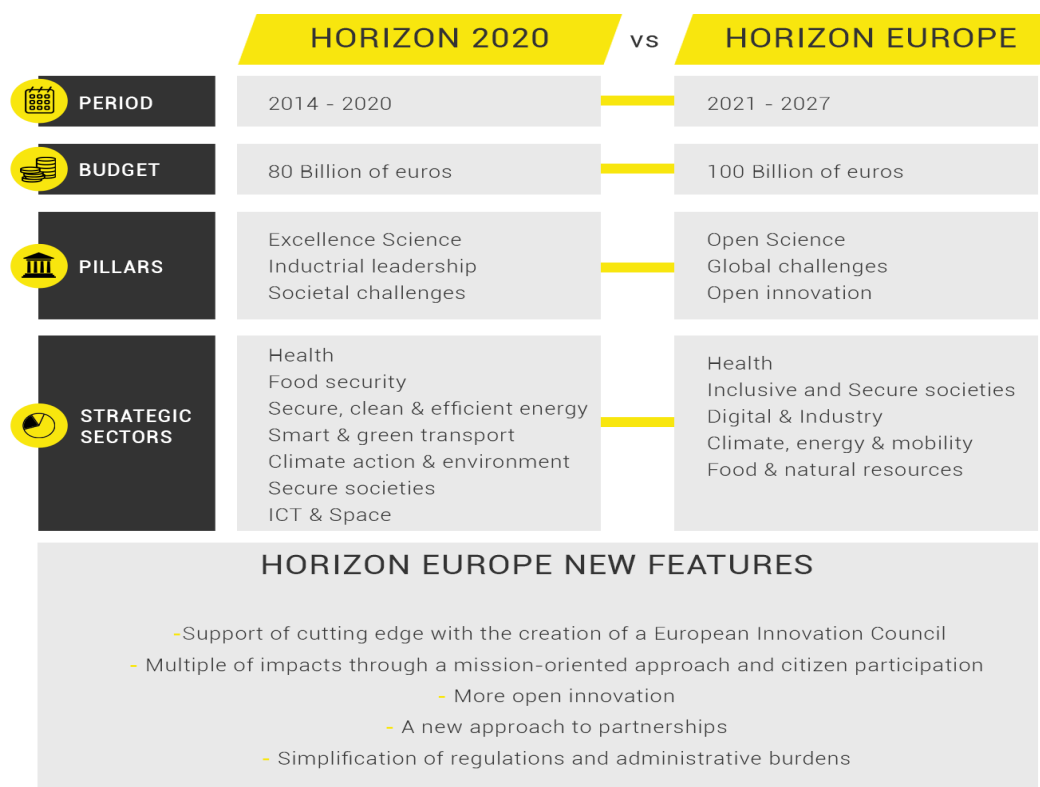 HORIZON 2020 vs HORIZON EUROPE
PERIOD
2014 - 2020
2021 - 2027
BUDGET
80 Billion of euros
100 Billion of euros
PILLARS
Excellence Science
Inductrial leadership
Societal challenges
Open Science
Global challenges
Open innovation
STRATEGIC
SECTORS
Health
Food security
Secure, clean & efficient energy
Smart & green transport
Climate action & environment
Secure societies
ICT & Space
Health
Inclusive and Secure societies
Digital & Industry
Climate, energy & mobility
Food & natural resources
HORIZON EUROPE NEW FEATURES
-Support of cutting edge with the creation of a European Innovation Council
- Multiple of impacts through a mission-oriented approach and citizen participation
- More open innovation
- A new approach to partnerships
- Simplification of regulations and administrative burdens